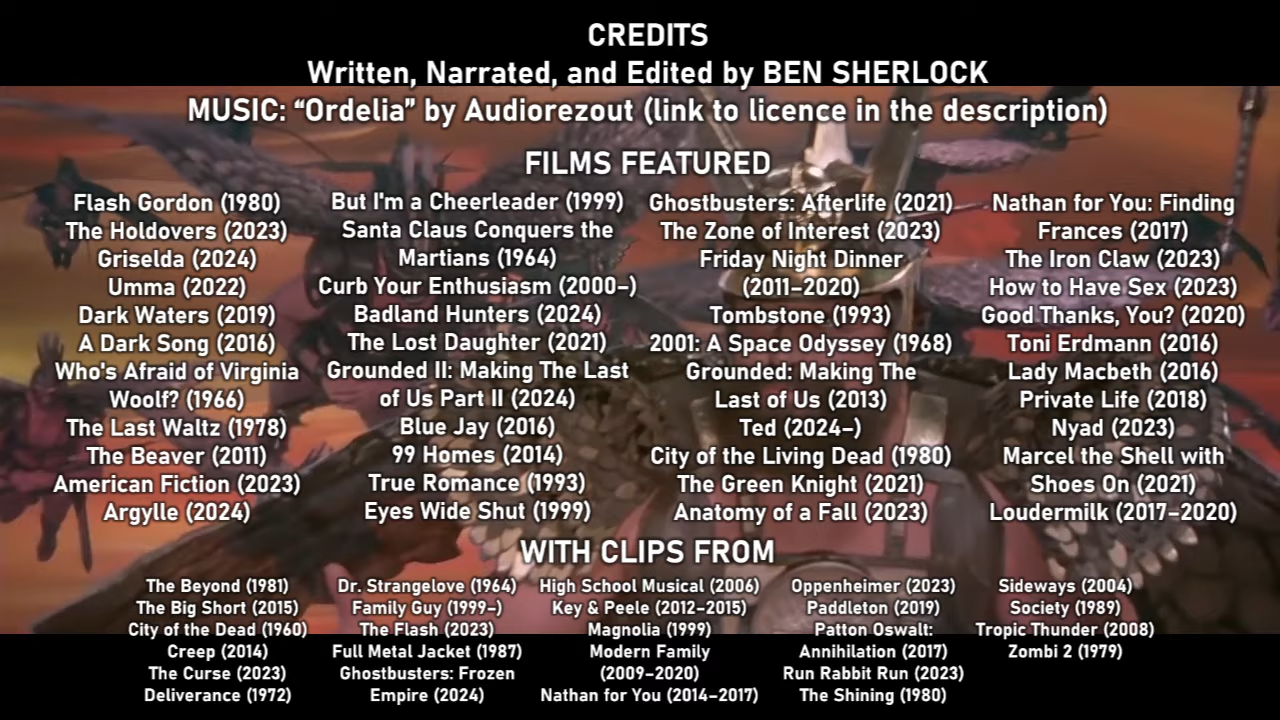 CREDITS
Written, Narrated, and Edited by BEN SHERLOCK
MUSIC: “Ordelia” by Audiorezout (link to licence in the description)
FILMS FEATURED
Flash Gordon (1980)
The Holdovers (2023)
Griselda (2024)
Umma (2022)
Dark Waters (2019)
A Dark Song (2016)
Who's Afraid of Virginia
Woolf? (1966)
The Last Waltz (1978)
The Beaver (2011)
American Fiction (2023)
Argylle (2024)
But I'm a Cheerleader (1999)
Santa Claus Conquers the
Martians (1964)
Curb Your Enthusiasm (2000–)
Badland Hunters (2024)
The Lost Daughter (2021)
Grounded II: Making The Last
of Us Part II (2024)
Blue Jay (2016)
99 Homes (2014)
True Romance (1993)
Eyes Wide Shut (1999)
Ghostbusters: Afterlife (2021)
The Zone of Interest (2023)
Friday Night Dinner
(2011–2020)
Tombstone (1993)
2001: A Space Odyssey (1968)
Grounded: Making The
Last of Us (2013)
Ted (2024–)
City of the Living Dead (1980)
The Green Knight (2021)
Anatomy of a Fall (2023)
Nathan for You: Finding
Frances (2017)
The Iron Claw (2023)
How to Have Sex (2023)
Good Thanks, You? (2020)
Toni Erdmann (2016)
Lady Macbeth (2016)
Private Life (2018)
Nyad (2023)
Marcel the Shell with
Shoes On (2021)
Loudermilk (2017–2020)
WITH CLIPS FROM
The Beyond (1981)
The Big Short (2015)
City of the Dead (1960)
Creep (2014)
The Curse (2023)
Deliverance (1972)
Dr. Strangelove (1964)
Family Guy (1999–)
The Flash (2023)
Full Metal Jacket (1987)
Ghostbusters: Frozen
Empire (2024)
High School Musical (2006)
Key & Peele (2012–2015)
Magnolia (1999)
Modern Family
(2009–2020)
Nathan for You (2014–2017)
Oppenheimer (2023)
Paddleton (2019)
Patton Oswalt:
Annihilation (2017)
Run Rabbit Run (2023)
The Shining (1980)
Sideways (2004)
Society (1989)
Tropic Thunder (2008)
Zombi 2 (1979)